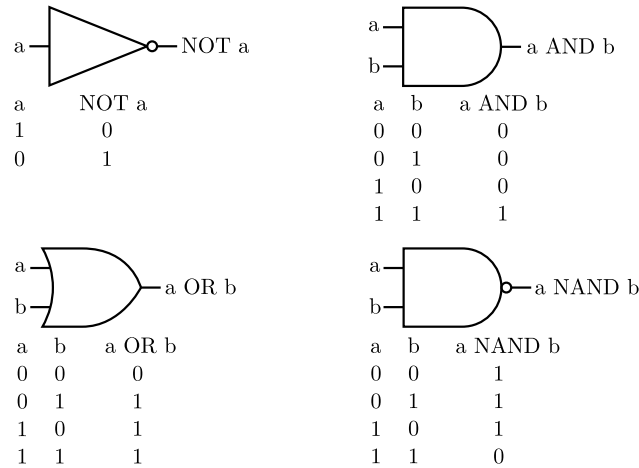 a NOT a
a NOT a
1 0
0 1
a
b
a AND b
a b a AND b
0 0 0
0 1 0
1 0 0
1 1 1
a
b
a OR b
a b a OR b
0 0 0
0 1 1
1 0 1
1 1 1
a
b
a NAND b
a b a NAND b
0 0 1
0 1 1
1 0 1
1 1 0